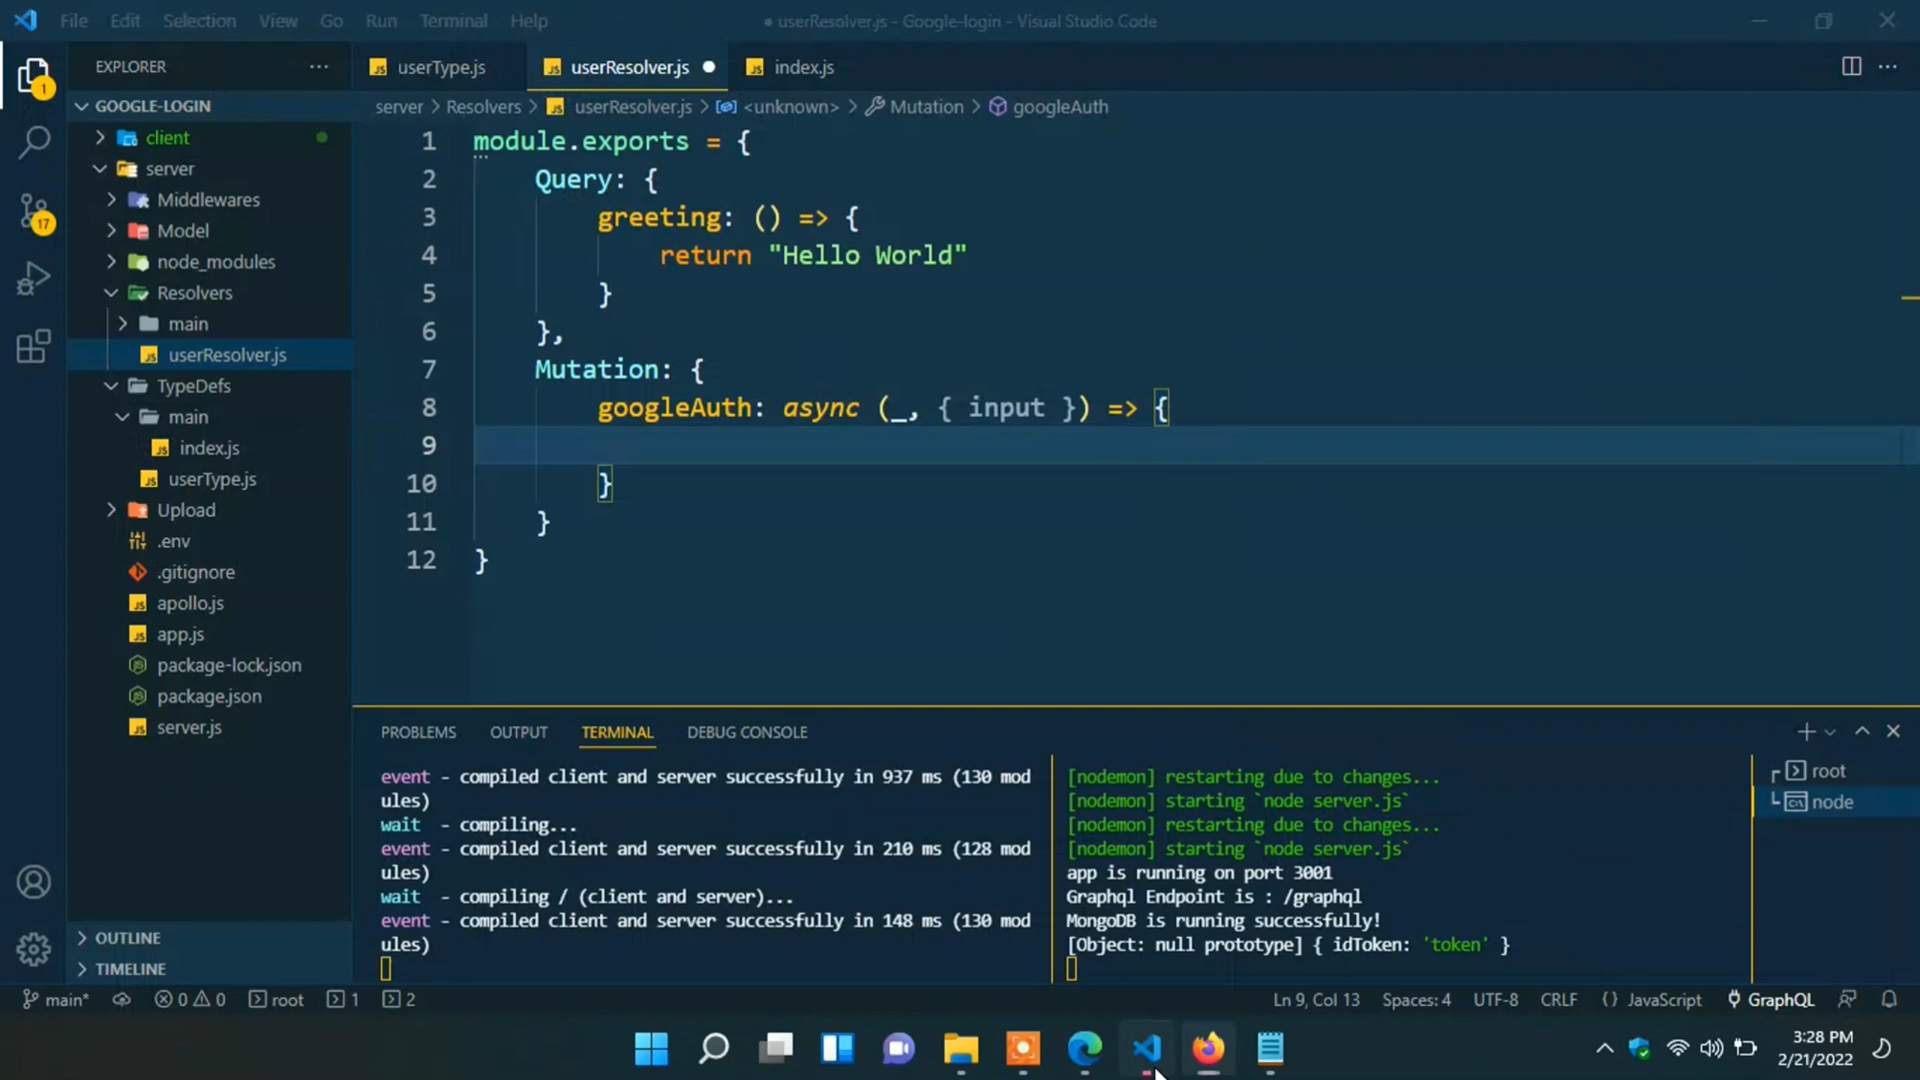 File Edit Selection View Go Run Terminal Help
● userResolver.js - Google-login - Visual Studio Code
EXPLORER ...
userType.js
userResolver.js ●
index.js
1
17
GOOGLE-LOGIN
server > Resolvers > JS userResolver.js > <unknown> > Mutation > googleAuth
client
server
Middlewares
Model
node_modules
Resolvers
main
userResolver.js
TypeDefs
main
index.js
userType.js
Upload
.env
.gitignore
apollo.js
app.js
package-lock.json
package.json
server.js
OUTLINE
TIMELINE
1 module.exports = {
2 Query: {
3 greeting: () => {
4 return "Hello World"
5 }
6 },
7 Mutation: {
8 googleAuth: async (_, { input }) => {
9
10 }
11 }
12 }
PROBLEMS OUTPUT TERMINAL DEBUG CONSOLE
event - compiled client and server successfully in 937 ms (130 mod
ules)
wait - compiling...
event - compiled client and server successfully in 210 ms (128 mod
ules)
wait - compiling / (client and server)...
event - compiled client and server successfully in 148 ms (130 mod
ules)
[nodemon] restarting due to changes...
[nodemon] starting `node server.js`
[nodemon] restarting due to changes...
[nodemon] starting `node server.js`
app is running on port 3001
Graphql Endpoint is : /graphql
MongoDB is running successfully!
[Object: null prototype] { idToken: 'token' }
root
node
main* 0 0 root 1 2
Ln 9, Col 13 Spaces: 4 UTF-8 CRLF {} JavaScript GraphQL
3:28 PM
2/21/2022